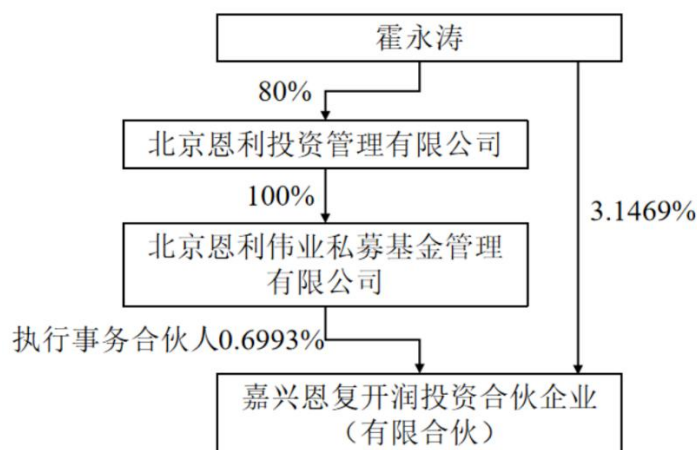 霍永涛
80%
北京恩利投资管理有限公司
100%
3.1469%
北京恩利伟业私募基金管理
有限公司
执行事务合伙人0.6993%
嘉兴恩复开润投资合伙企业
（有限合伙）